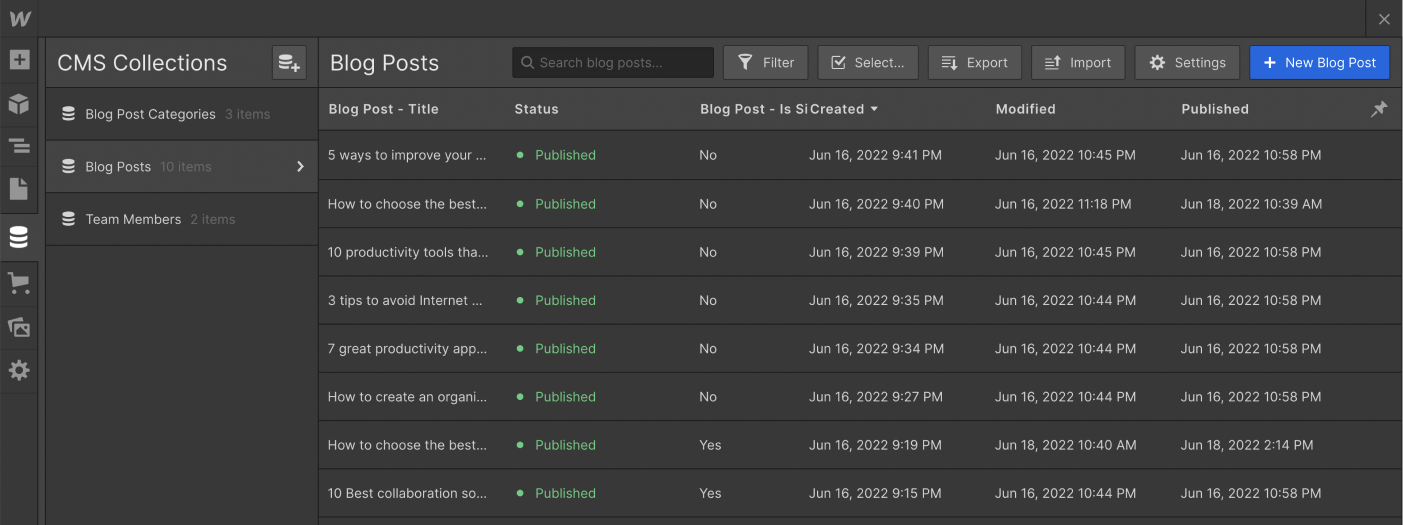 CMS Collections
Blog Posts
Search blog posts...
Filter
Select...
Export
Import
Settings
+ New Blog Post
Blog Post Categories 3 items
Blog Posts 10 items
Team Members 2 items
Blog Post - Title Status Blog Post - Is Si Created Modified Published
5 ways to improve your ... Published No Jun 16, 2022 9:41 PM Jun 16, 2022 10:45 PM Jun 16, 2022 10:58 PM
How to choose the best... Published No Jun 16, 2022 9:40 PM Jun 16, 2022 11:18 PM Jun 18, 2022 10:39 AM
10 productivity tools tha... Published No Jun 16, 2022 9:39 PM Jun 16, 2022 10:45 PM Jun 16, 2022 10:58 PM
3 tips to avoid Internet ... Published No Jun 16, 2022 9:35 PM Jun 16, 2022 10:44 PM Jun 16, 2022 10:58 PM
7 great productivity app... Published No Jun 16, 2022 9:34 PM Jun 16, 2022 10:44 PM Jun 16, 2022 10:58 PM
How to create an organi... Published No Jun 16, 2022 9:27 PM Jun 16, 2022 10:44 PM Jun 16, 2022 10:58 PM
How to choose the best... Published Yes Jun 16, 2022 9:19 PM Jun 18, 2022 10:40 AM Jun 18, 2022 2:14 PM
10 Best collaboration so... Published Yes Jun 16, 2022 9:15 PM Jun 16, 2022 10:44 PM Jun 16, 2022 10:58 PM